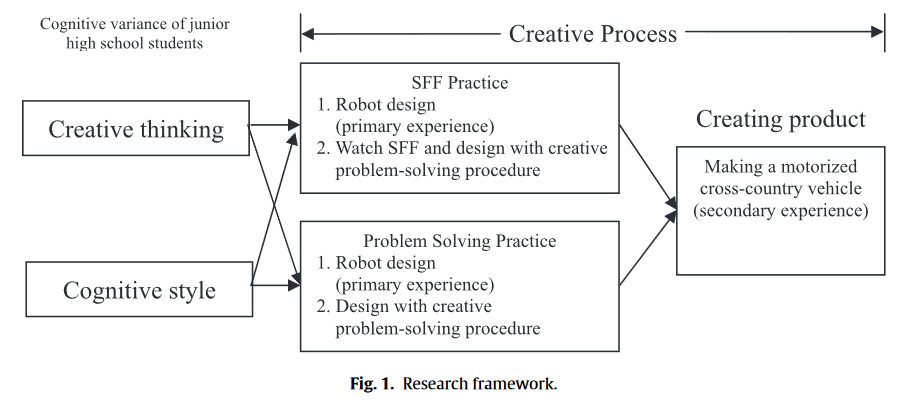 Cognitive variance of junior
high school students
Creative Process
Creative thinking
Cognitive style
SFF Practice
1. Robot design
(primary experience)
2. Watch SFF and design with creative
problem-solving procedure
Problem Solving Practice
1. Robot design
(primary experience)
2. Design with creative
problem-solving procedure
Creating product
Making a motorized
cross-country vehicle
(secondary experience)
Fig. 1. Research framework.